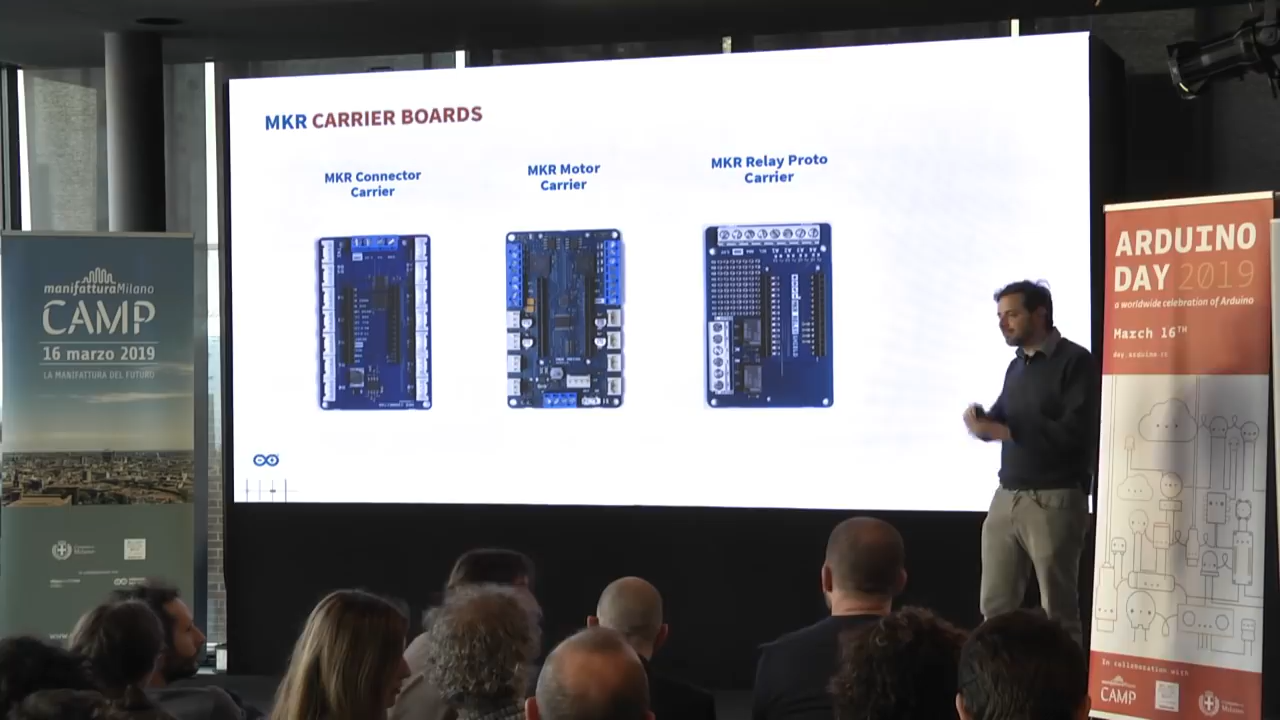 MKR CARRIER BOARDS
MKR Connector
Carrier
MKR Motor
Carrier
MKR Relay Proto
Carrier
manifatturaMilano
CAMP
16 marzo 2019
LA MANIFATTURA DEL FUTURO
ARDUINO
DAY 2019
a worldwide celebration of Arduino
March 16TH
day.arduino.cc
In collaboration with
CAMP